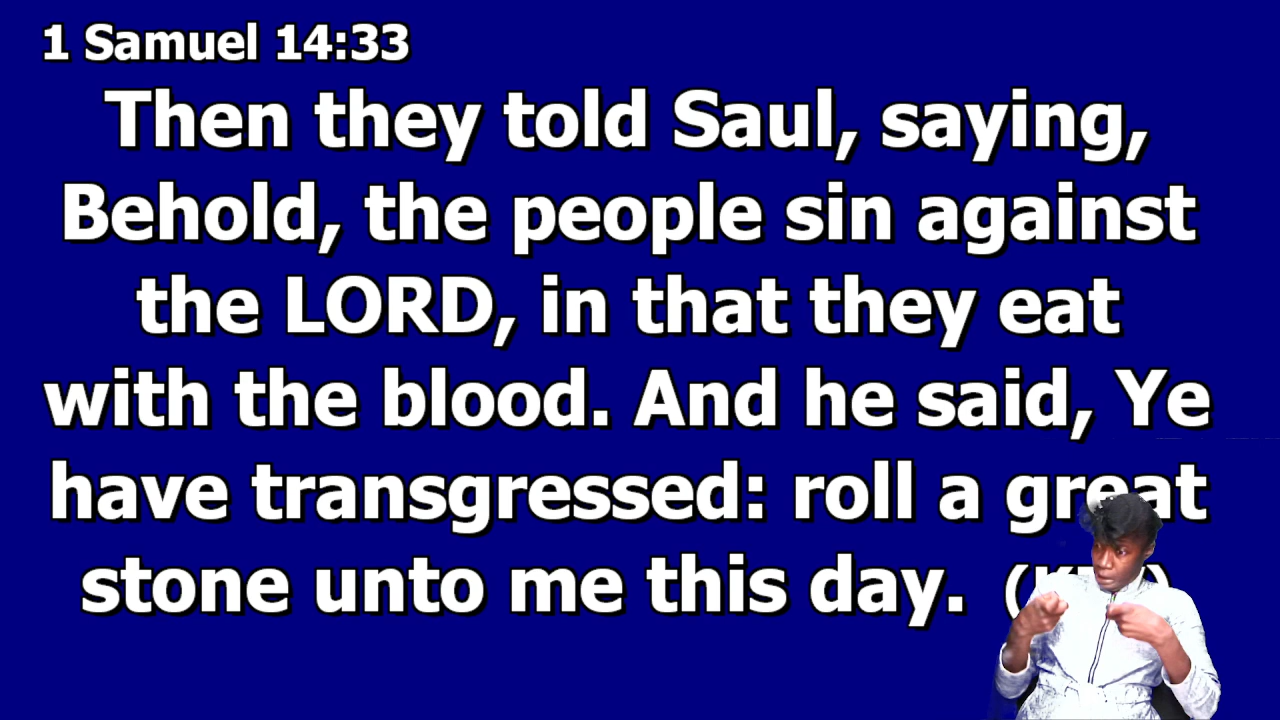 1 Samuel 14:33
Then they told Saul, saying,
Behold, the people sin against
the LORD, in that they eat
with the blood. And he said, Ye
have transgressed: roll a great
stone unto me this day.